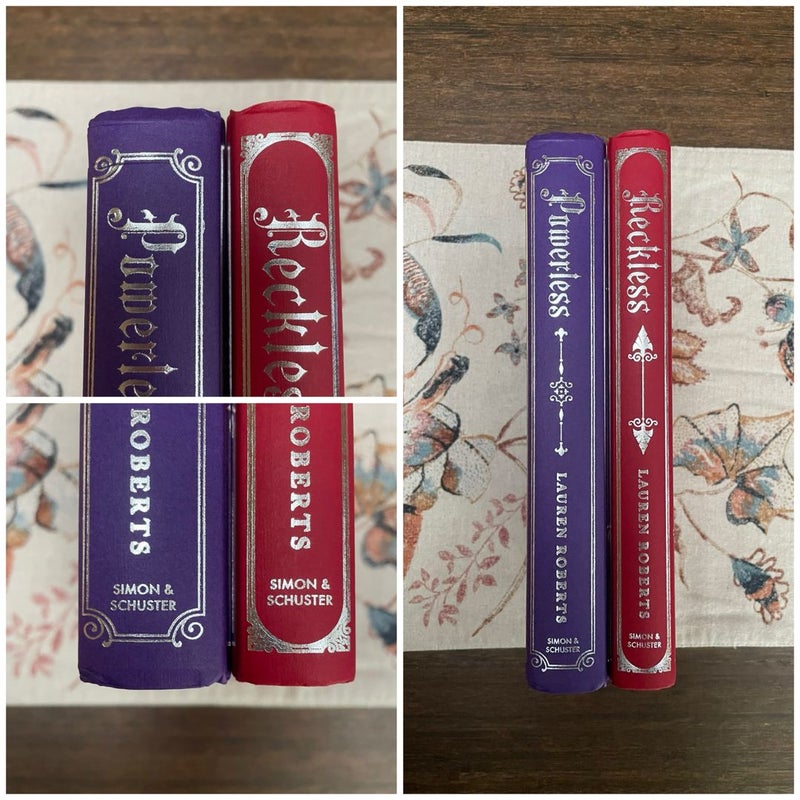 Powerle
ROBERTS
SIMON &
SCHUSTER
Reckles
ROBERTS
SIMON &
SCHUSTER
Powerless
LAUREN ROBERTS
SIMON &
SCHUSTER
Reckless
LAUREN ROBERTS
SIMON &
SCHUSTER